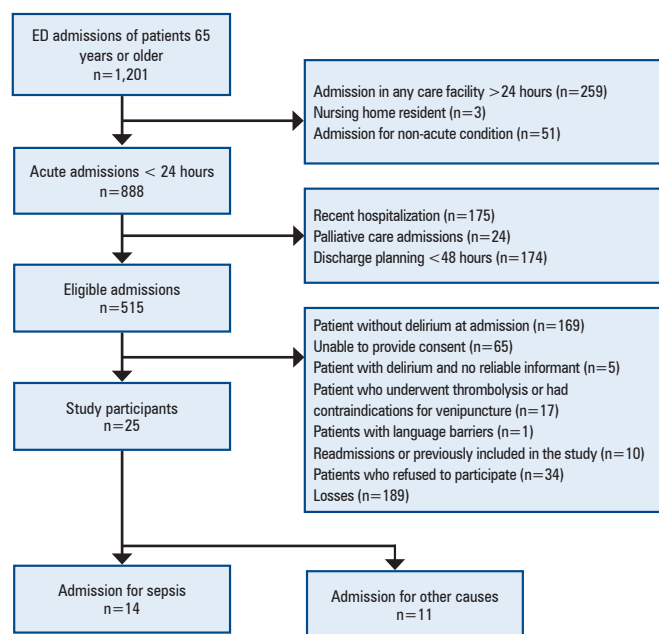 ED admissions of patients 65
years or older
n=1,201
Admission in any care facility >24 hours (n=259)
Nursing home resident (n=3)
Admission for non-acute condition (n=51)
Acute admissions < 24 hours
n=888
Recent hospitalization (n=175)
Palliative care admissions (n=24)
Discharge planning <48 hours (n=174)
Eligible admissions
n=515
Patient without delirium at admission (n=169)
Unable to provide consent (n=65)
Patient with delirium and no reliable informant (n=5)
Patient who underwent thrombolysis or had
contraindications for venipuncture (n=17)
Patients with language barriers (n=1)
Readmissions or previously included in the study (n=10)
Patients who refused to participate (n=34)
Losses (n=189)
Study participants
n=25
Admission for sepsis
n=14
Admission for other causes
n=11